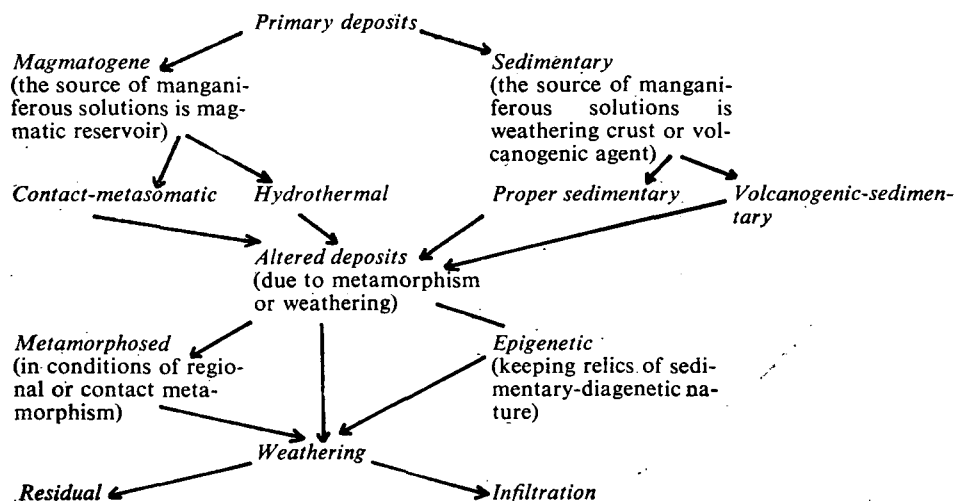 Primary deposits
Magmatogene
(the source of mangani-
ferous solutions is mag-
matic reservoir)
Sedimentary
(the source of mangani-
ferous solutions is
weathering crust or vol-
canogenic agent)
Contact-metasomatic
Hydrothermal
Proper sedimentary
Volcanogenic-sedimen-
tary
Altered deposits
(due to metamorphism
or weathering)
Metamorphosed
(in conditions of regio-
nal or contact meta-
morphism)
Epigenetic
(keeping relics of sedi-
mentary-diagenetic na-
ture)
Weathering
Residual
Infiltration